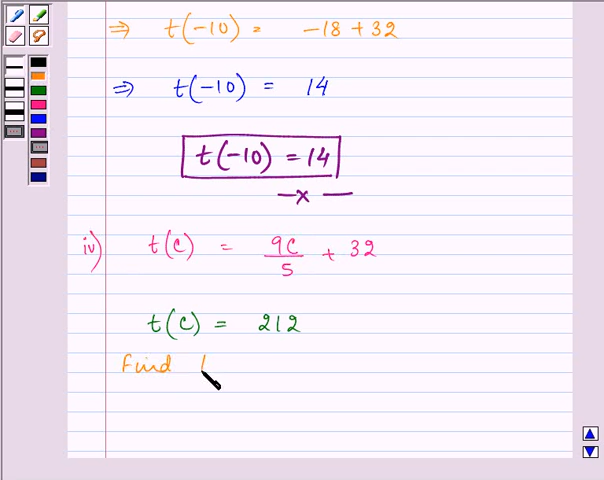 ⇒ t(-10) = -18 + 32
⇒ t(-10) = 14
t(-10) = 14
—x—
iv) t(c) = 9c/5 + 32
t(c) = 212
Find